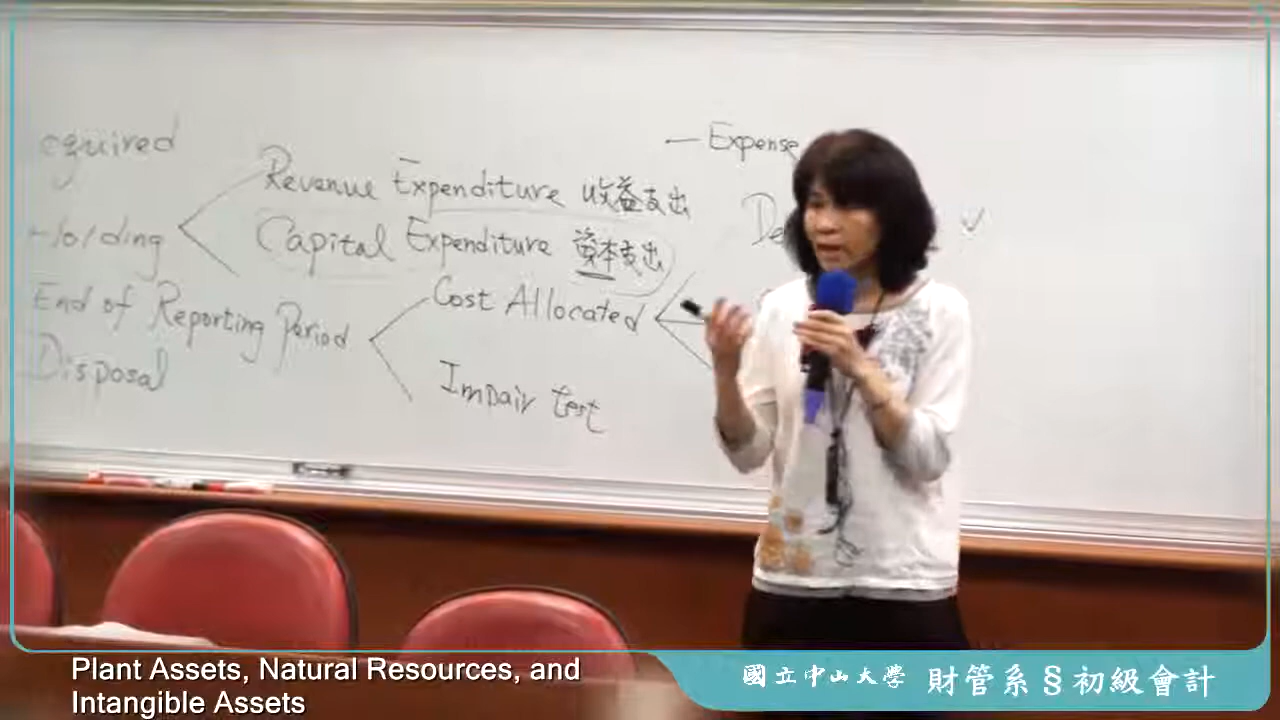 cquired
Revenue Expenditure 收益支出
— Expense
Holding
Capital Expenditure 資本支出
De
✓
End of Reporting Period
Cost Allocated
Disposal
Impair test
Plant Assets, Natural Resources, and
Intangible Assets
國立中山大學 財管系§初級會計